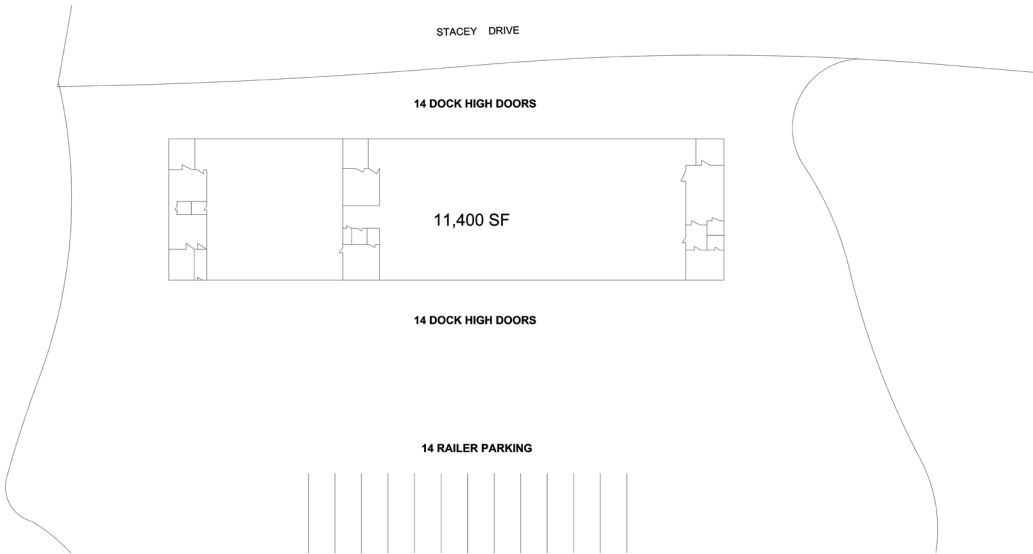 STACEY DRIVE
14 DOCK HIGH DOORS
11,400 SF
14 DOCK HIGH DOORS
14 RAILER PARKING